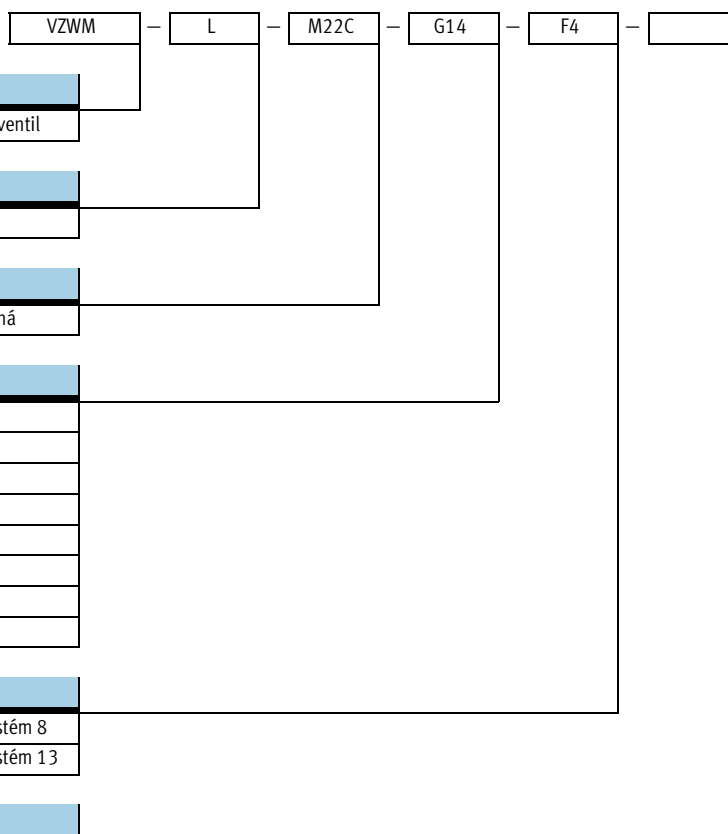 VZWM – L – M22C – G14 – F4 –
ventil
ná
stém 8
stém 13